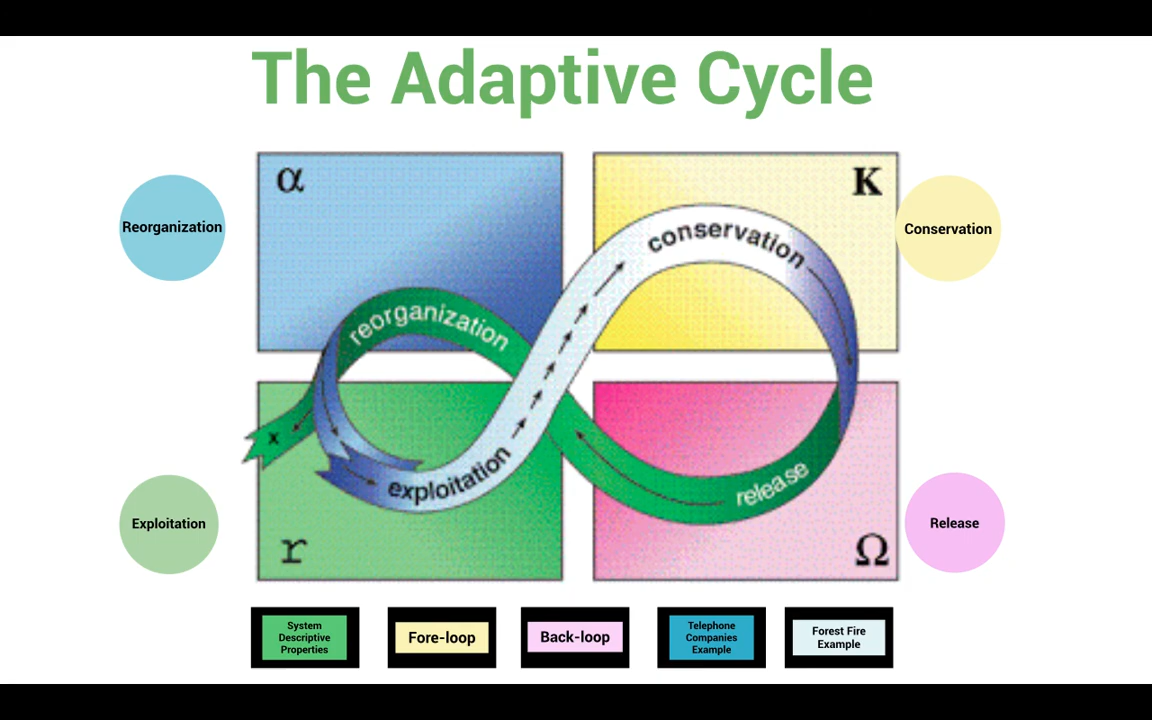 The Adaptive Cycle
α
K
Reorganization
Conservation
conservation
reorganization
x
exploitation
release
Exploitation
Release
r
Ω
System
Descriptive
Properties
Fore-loop
Back-loop
Telephone
Companies
Example
Forest Fire
Example